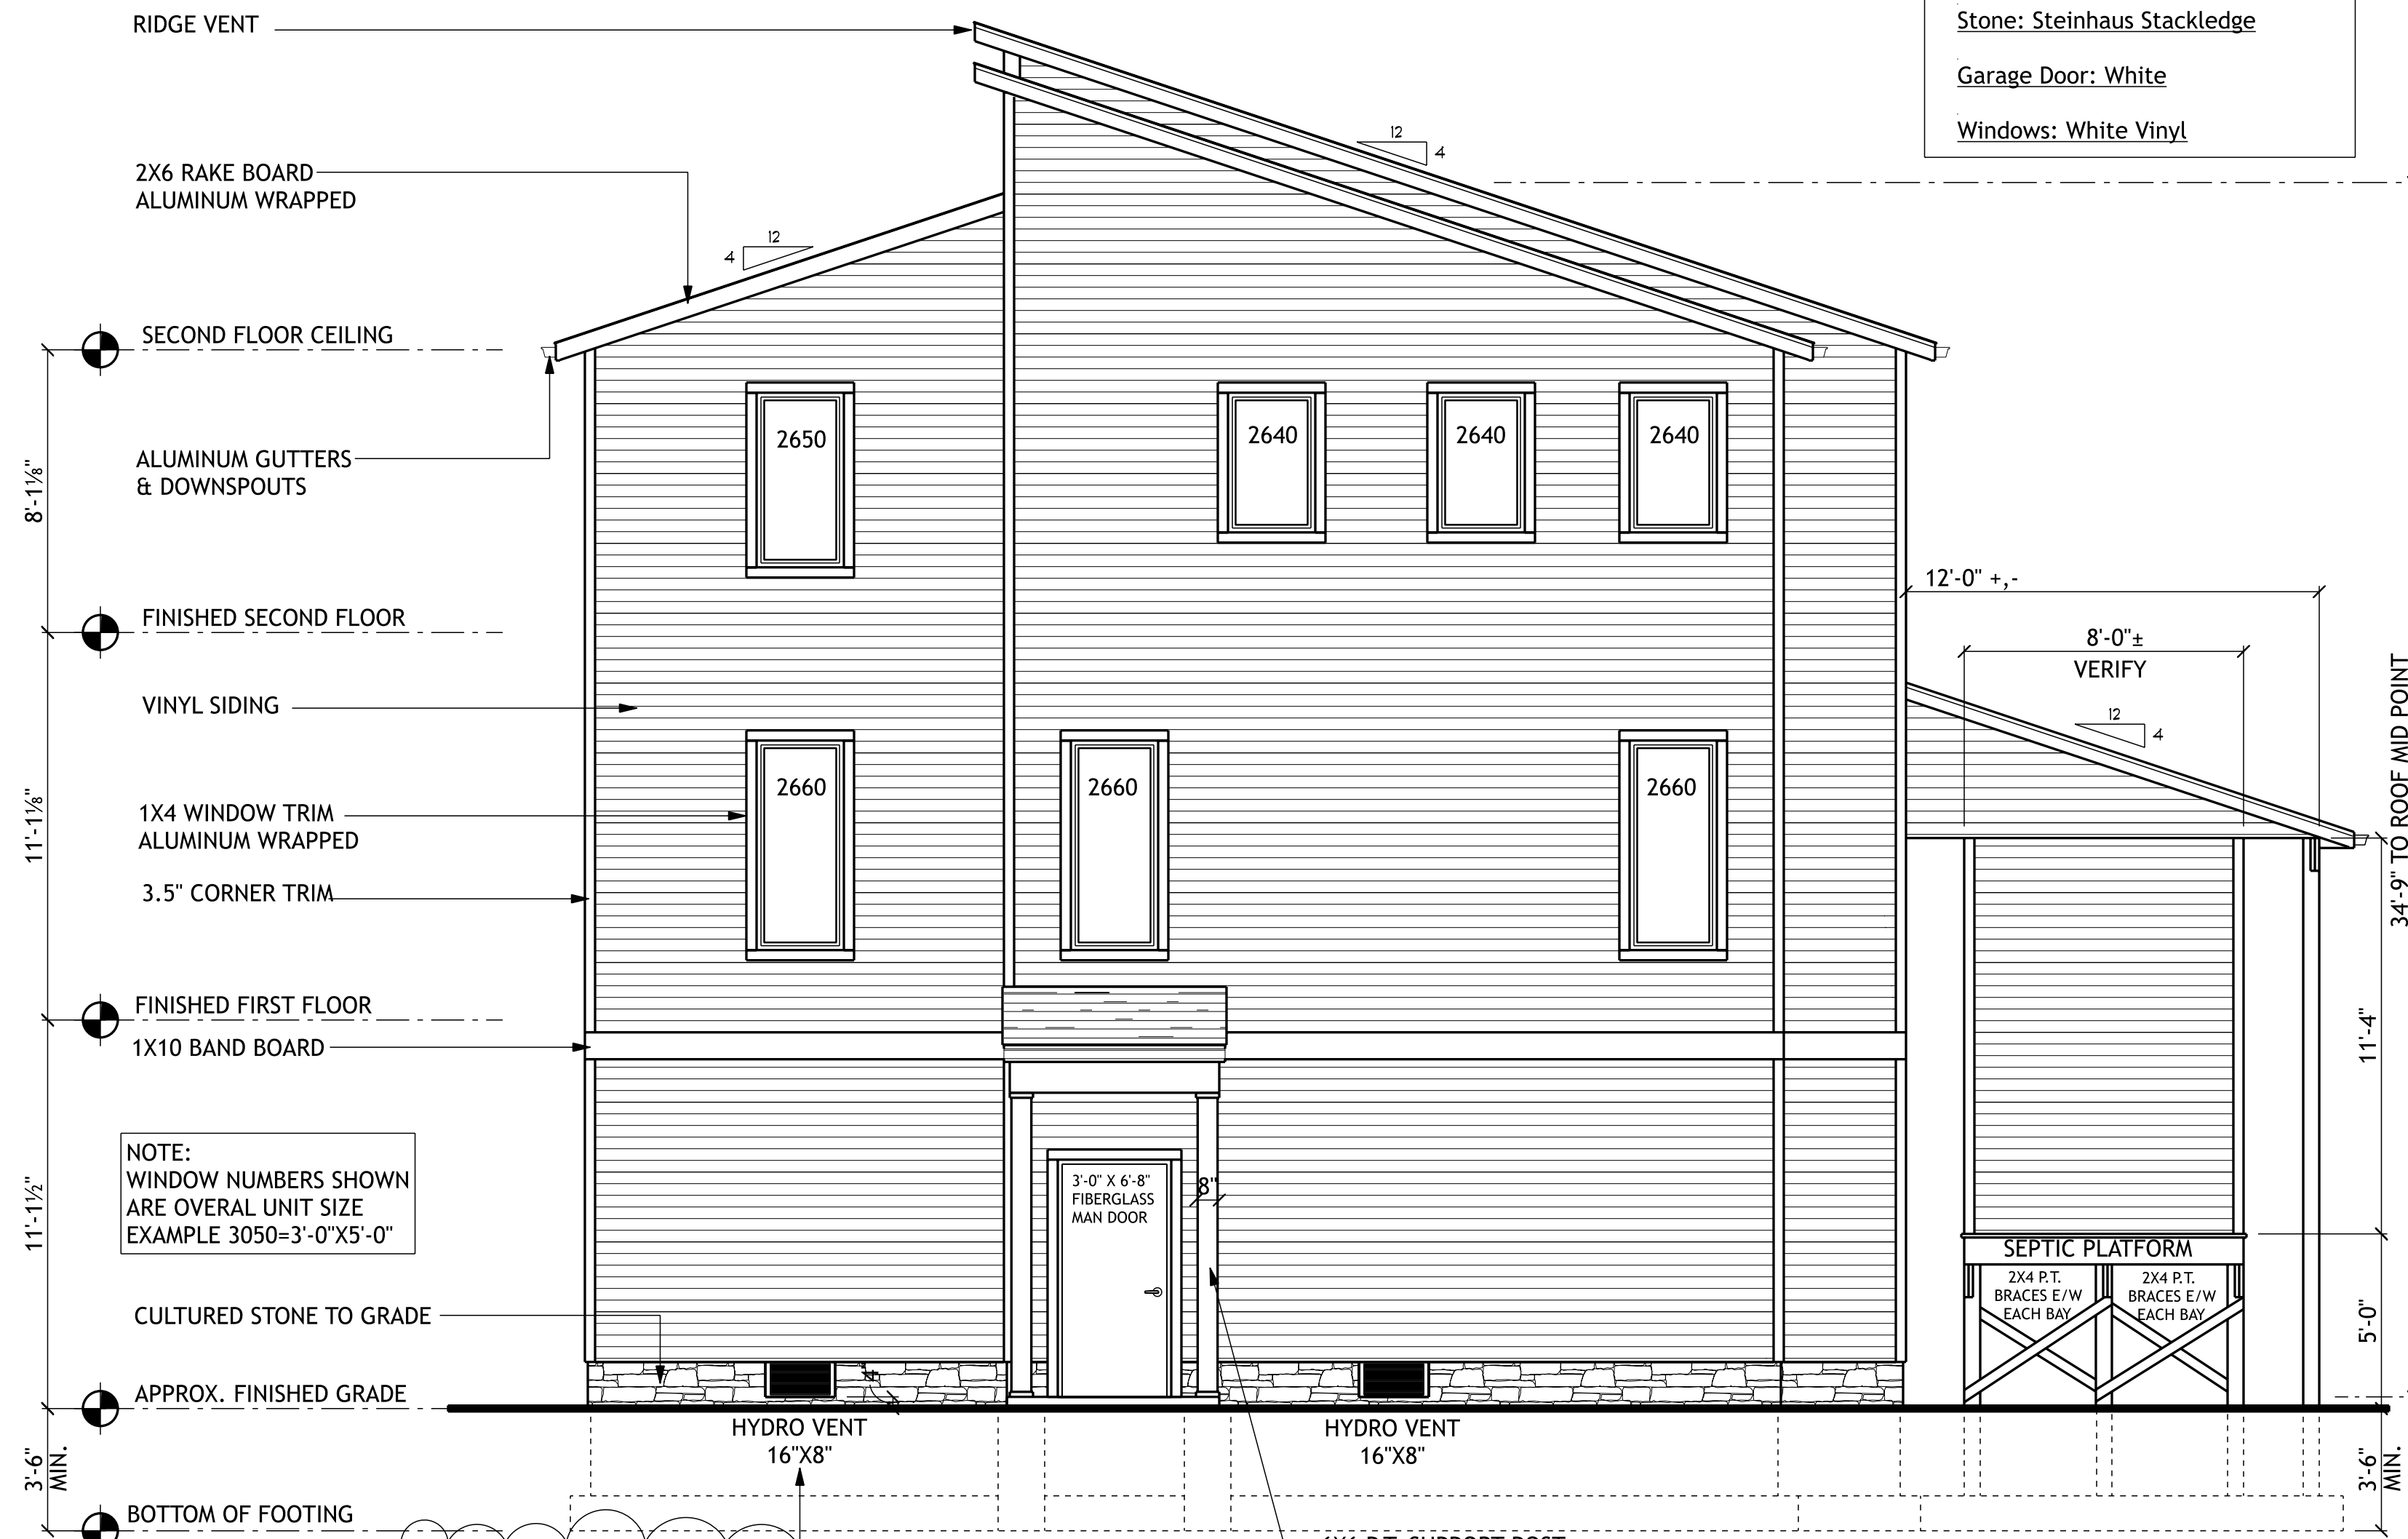 RIDGE VENT
Stone: Steinhaus Stackledge
Garage Door: White
Windows: White Vinyl
12
4
2X6 RAKE BOARD
ALUMINUM WRAPPED
12
4
SECOND FLOOR CEILING
2650
2640
2640
2640
ALUMINUM GUTTERS
& DOWNSPOUTS
8'-1⅛"
12'-0" +,-
FINISHED SECOND FLOOR
8'-0"±
VERIFY
VINYL SIDING
12
4
34'-9" TO ROOF MID POINT
2660
2660
2660
1X4 WINDOW TRIM
ALUMINUM WRAPPED
11'-1⅛"
3.5" CORNER TRIM
FINISHED FIRST FLOOR
1X10 BAND BOARD
11'-4"
NOTE:
WINDOW NUMBERS SHOWN
ARE OVERAL UNIT SIZE
EXAMPLE 3050=3'-0"X5'-0"
11'-1½"
3'-0" X 6'-8"
FIBERGLASS
MAN DOOR
8"
SEPTIC PLATFORM
2X4 P.T.
BRACES E/W
EACH BAY
2X4 P.T.
BRACES E/W
EACH BAY
5'-0"
CULTURED STONE TO GRADE
4"
APPROX. FINISHED GRADE
HYDRO VENT
16"X8"
HYDRO VENT
16"X8"
3'-6"
MIN.
3'-6"
MIN.
BOTTOM OF FOOTING
6X6 P.T. SUPPORT POST